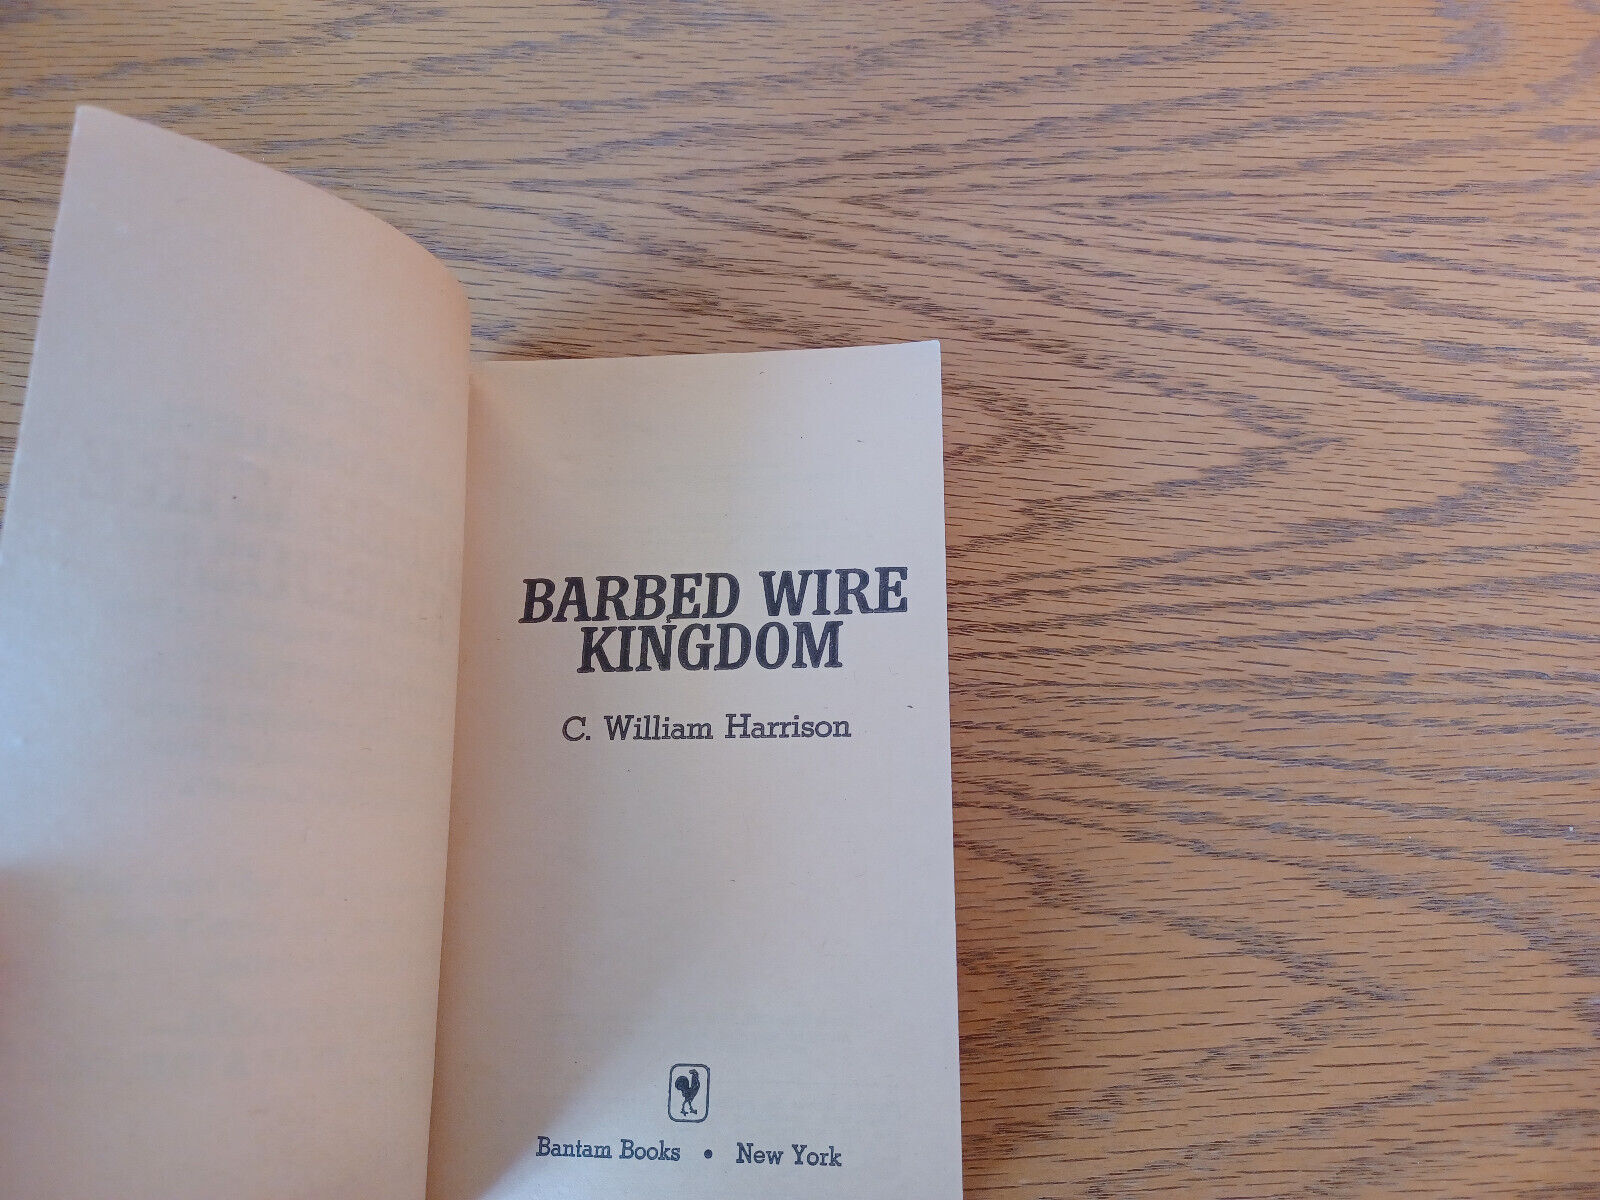 BARBED WIRE
KINGDOM
C. William Harrison
Bantam Books • New York